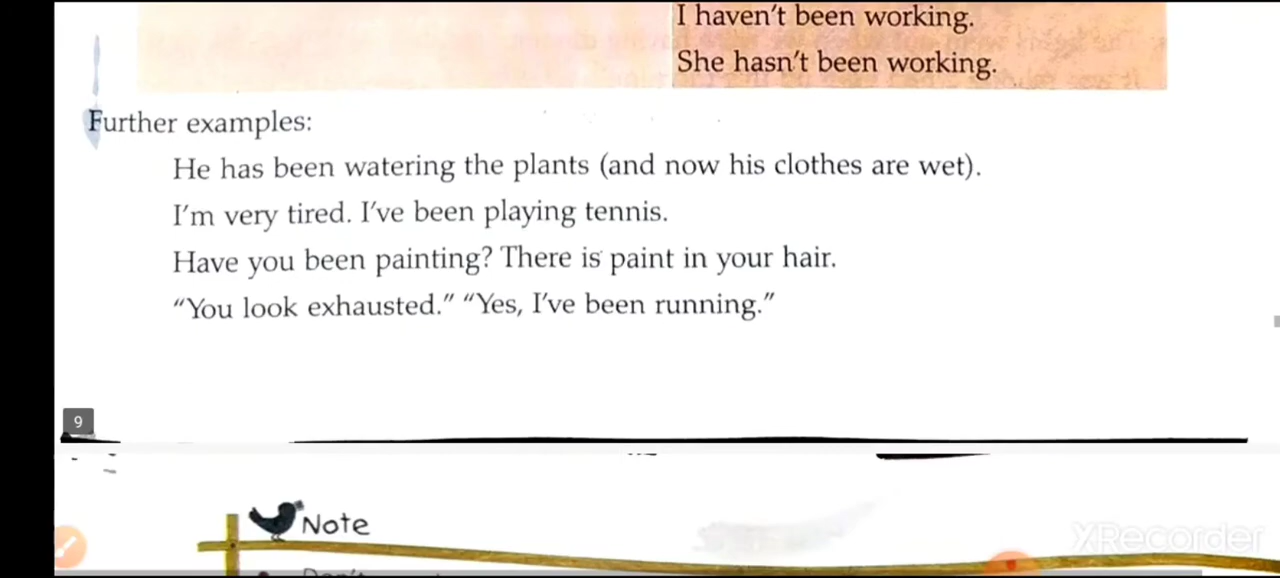 I haven't been working.
She hasn't been working.
Further examples:
He has been watering the plants (and now his clothes are wet).
I'm very tired. I've been playing tennis.
Have you been painting? There is paint in your hair.
“You look exhausted.” “Yes, I've been running.”
9
Note
XRecorder